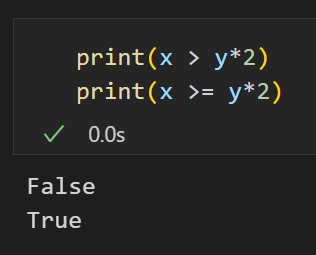 print(x > y*2)
print(x >= y*2)
✓ 0.0s
False
True